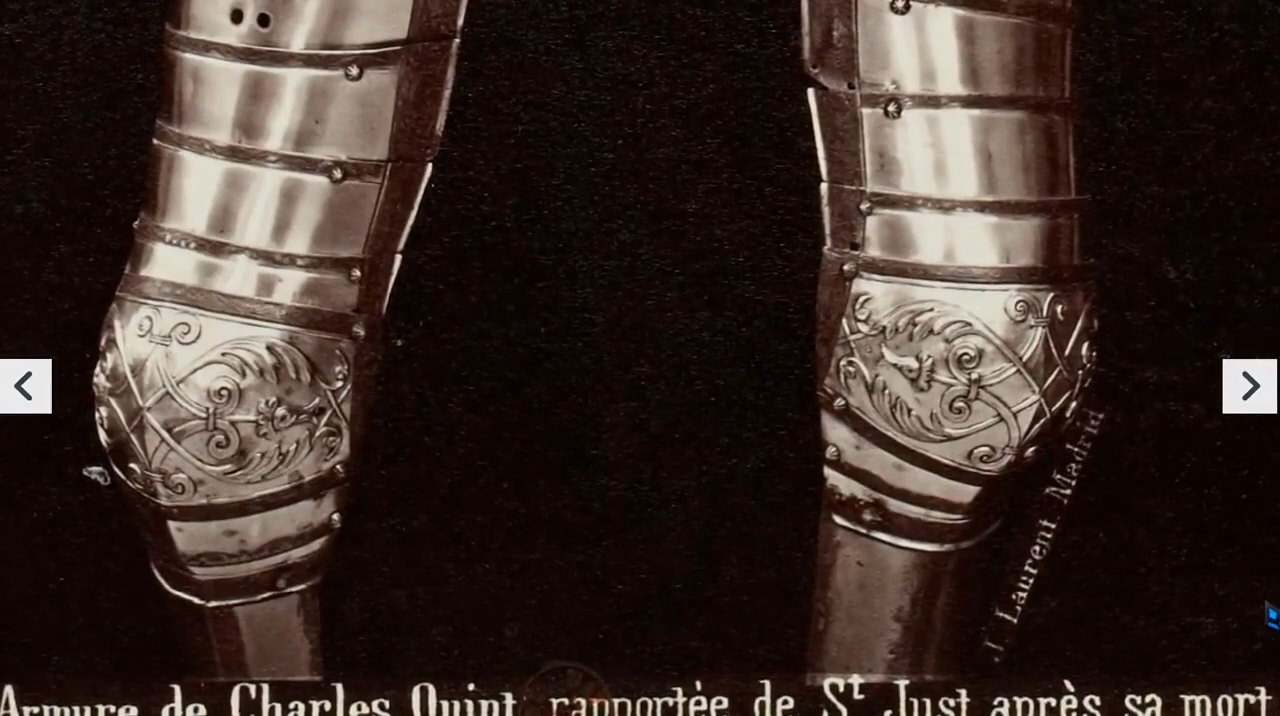 J. Laurent Madrid
Armure de Charles Quint, rapportée de St Just après sa mort